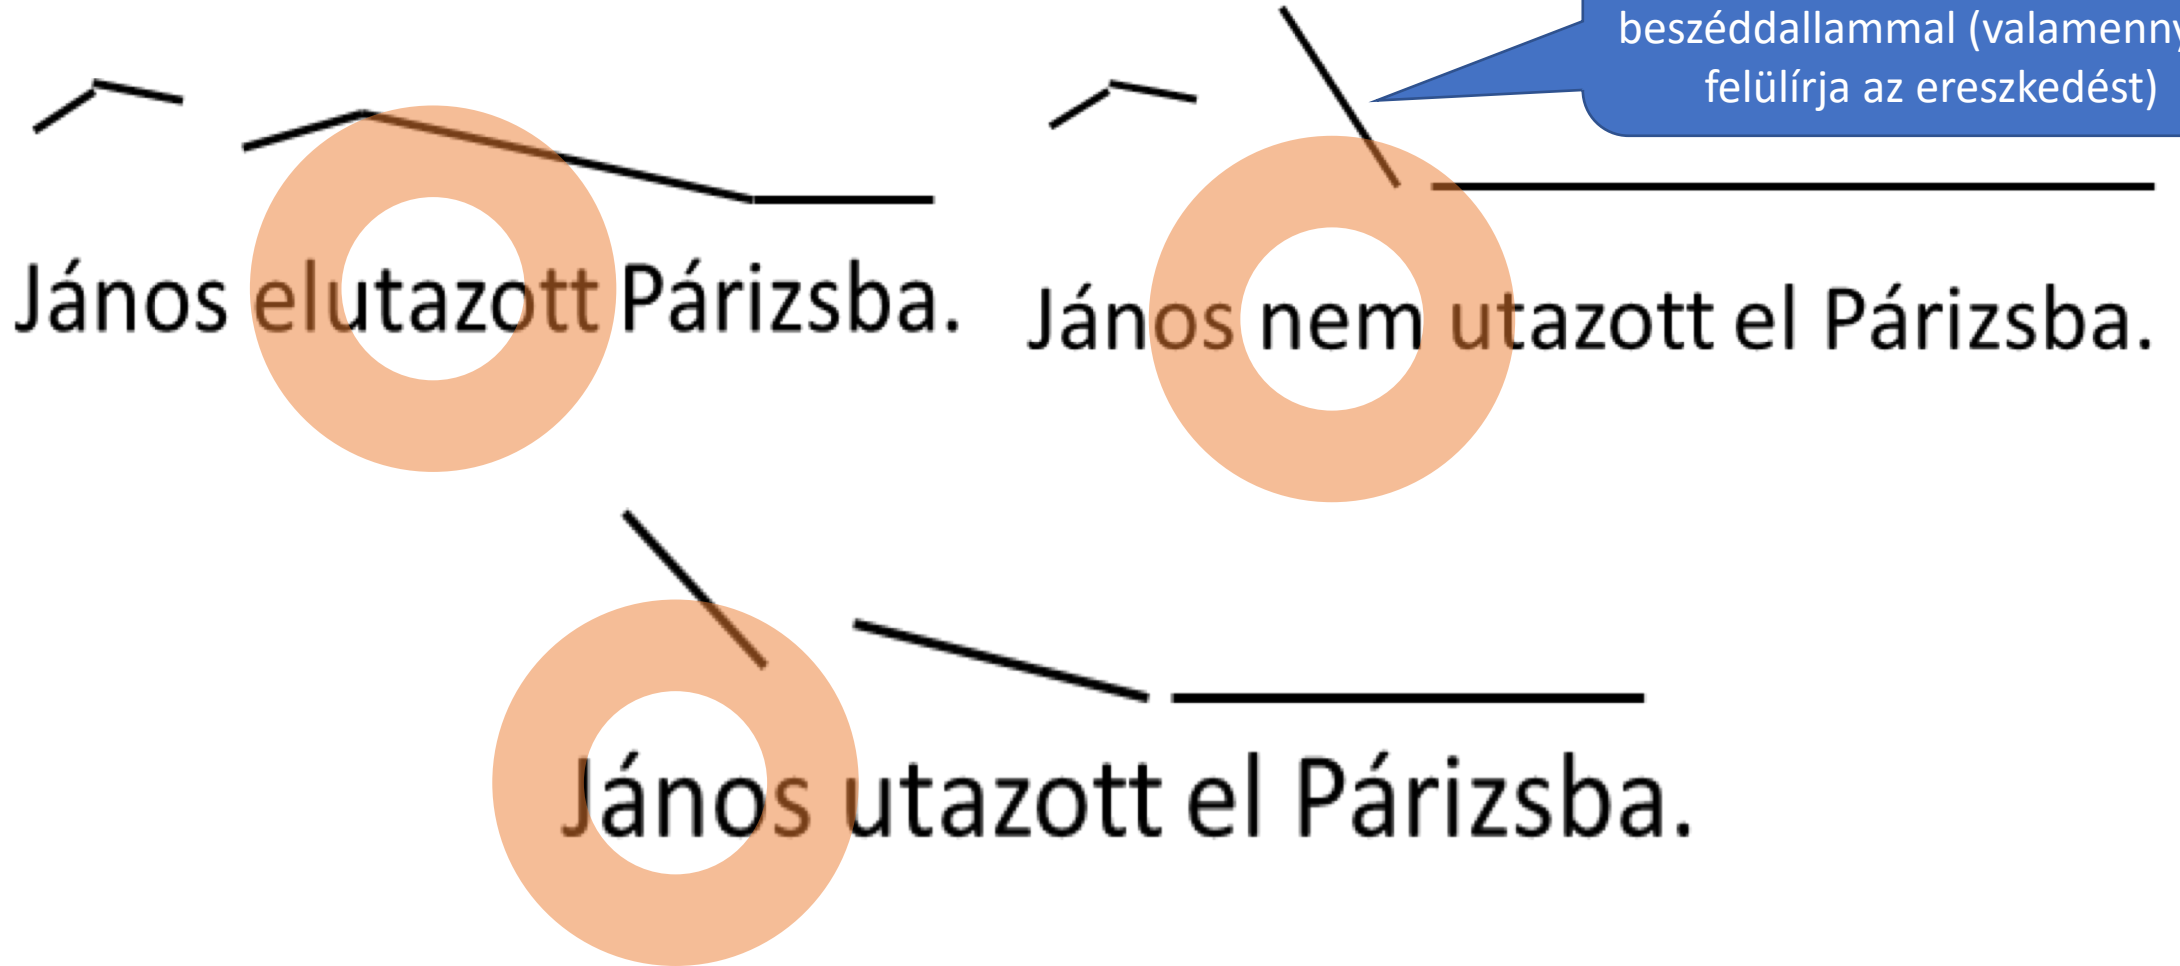 beszéddallammal (valamenny
felülírja az ereszkedést)
János elutazott Párizsba.
János nem utazott el Párizsba.
János utazott el Párizsba.